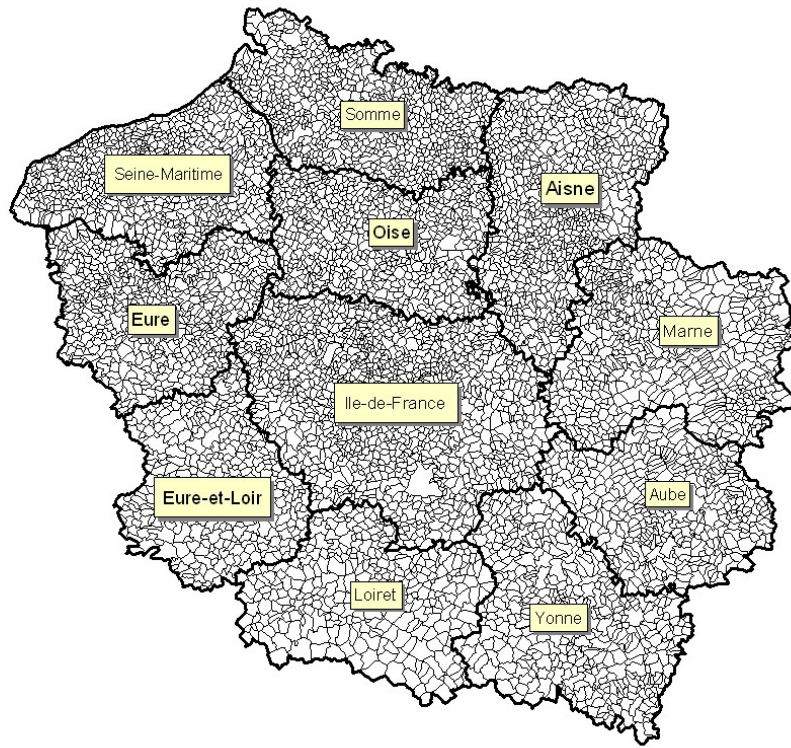 Somme
Seine-Maritime
Aisne
Oise
Eure
Marne
Ile-de-France
Eure-et-Loir
Aube
Loiret
Yonne